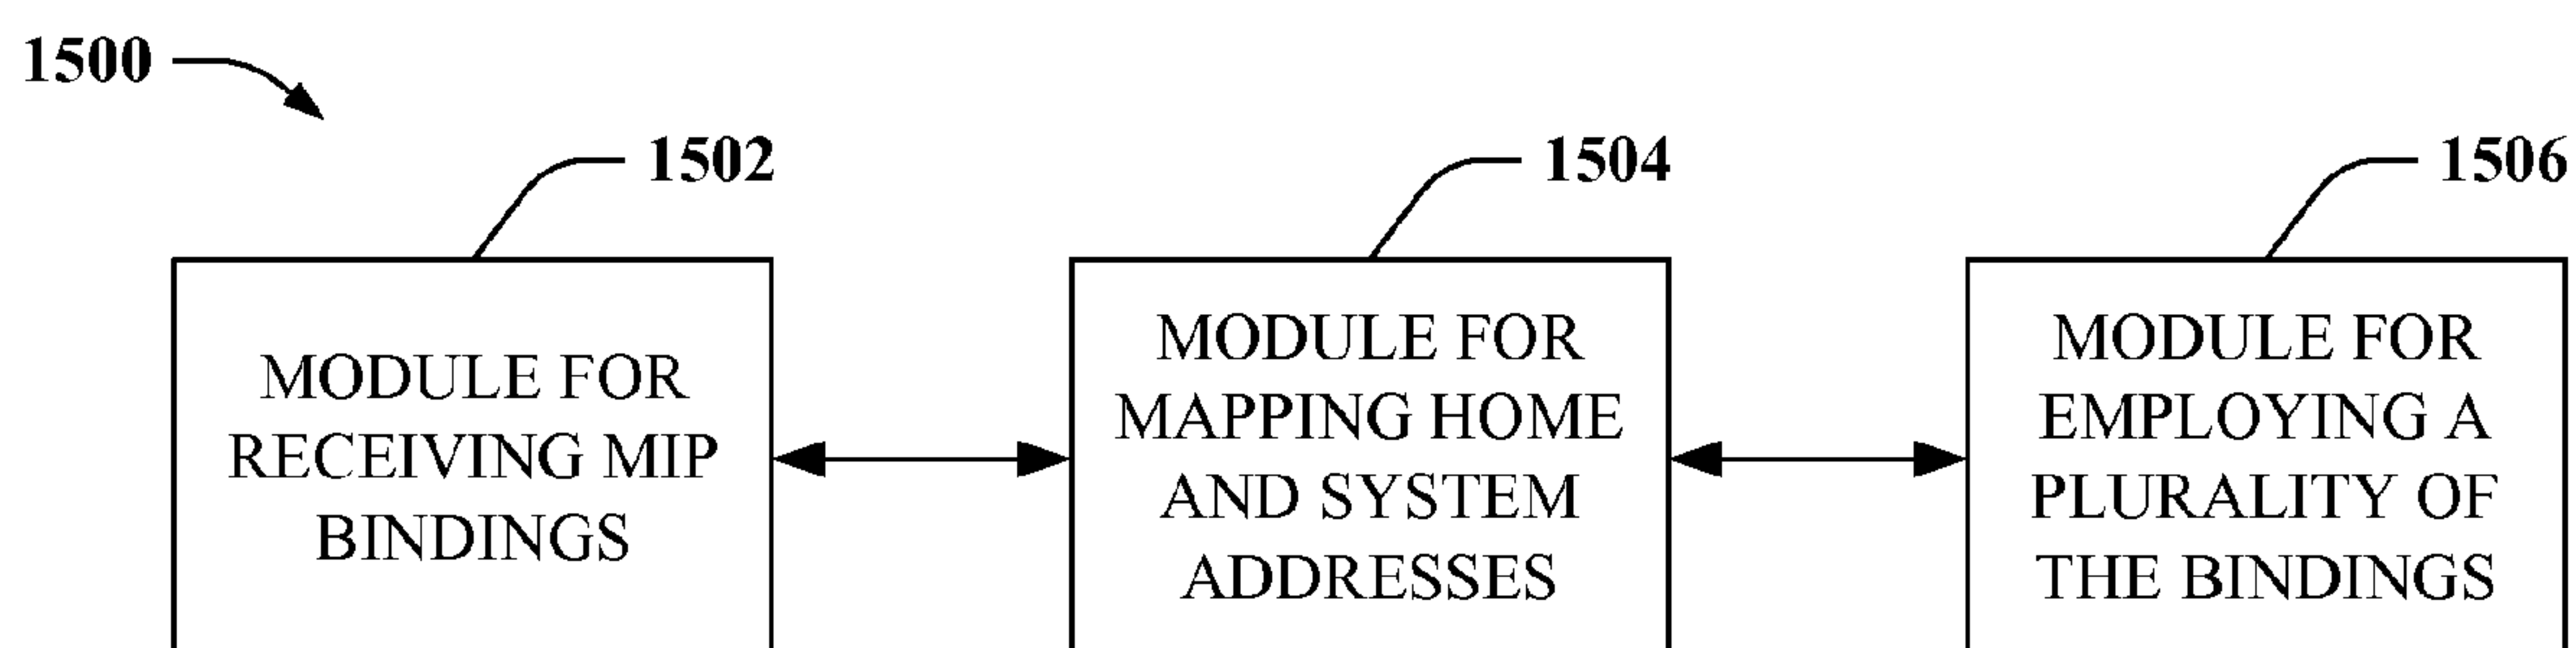 1500
1502
1504
1506
MODULE FOR
RECEIVING MIP
BINDINGS
MODULE FOR
MAPPING HOME
AND SYSTEM
ADDRESSES
MODULE FOR
EMPLOYING A
PLURALITY OF
THE BINDINGS